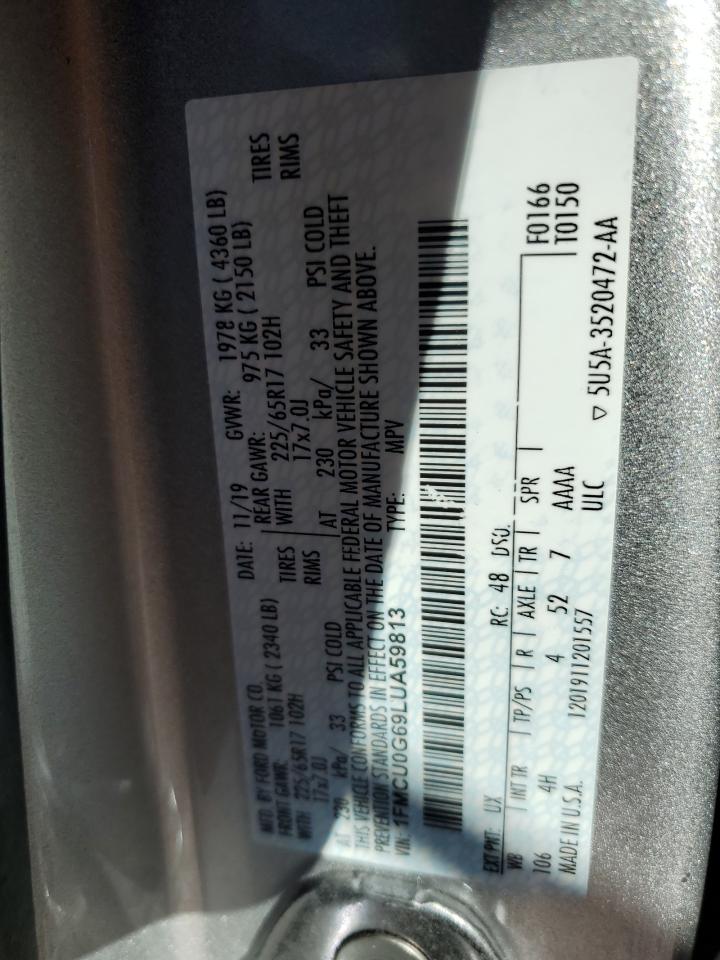 MFD. BY FORD MOTOR CO. DATE: 11/19 GVWR: 1978 KG ( 4360 LB)
FRONT GAWR: 1061 KG ( 2340 LB) REAR GAWR: 975 KG ( 2150 LB)
WITH 225/65R17 102H TIRES WITH 225/65R17 102H TIRES
17x7.0J RIMS 17x7.0J RIMS
AT 230 kPa/ 33 PSI COLD AT 230 kPa/ 33 PSI COLD
THIS VEHICLE CONFORMS TO ALL APPLICABLE FEDERAL MOTOR VEHICLE SAFETY AND THEFT
PREVENTION STANDARDS IN EFFECT ON THE DATE OF MANUFACTURE SHOWN ABOVE.
VIN: 1FMCU0G69LUA59813 TYPE: MPV
EXT PNT: UX RC: 48 DSO:
WB INT TR TP/PS R AXLE TR SPR F0166
106 4H 4 52 7 AAAA T0150
MADE IN U.S.A. 1201911201557 ULC
5U5A-3520472-AA